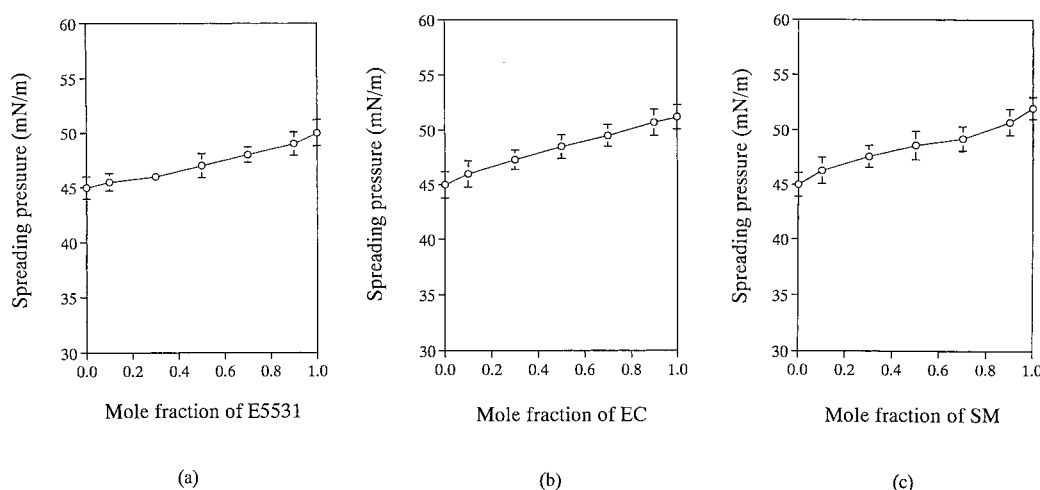 Spreading pressure (mN/m)
60
55
50
45
40
35
30
0.0 0.2 0.4 0.6 0.8 1.0
Mole fraction of E5531
(a)
Spreading pressure (mN/m)
60
55
50
45
40
35
30
0.0 0.2 0.4 0.6 0.8 1.0
Mole fraction of EC
(b)
Spreading pressure (mN/m)
60
55
50
45
40
35
30
0.0 0.2 0.4 0.6 0.8 1.0
Mole fraction of SM
(c)